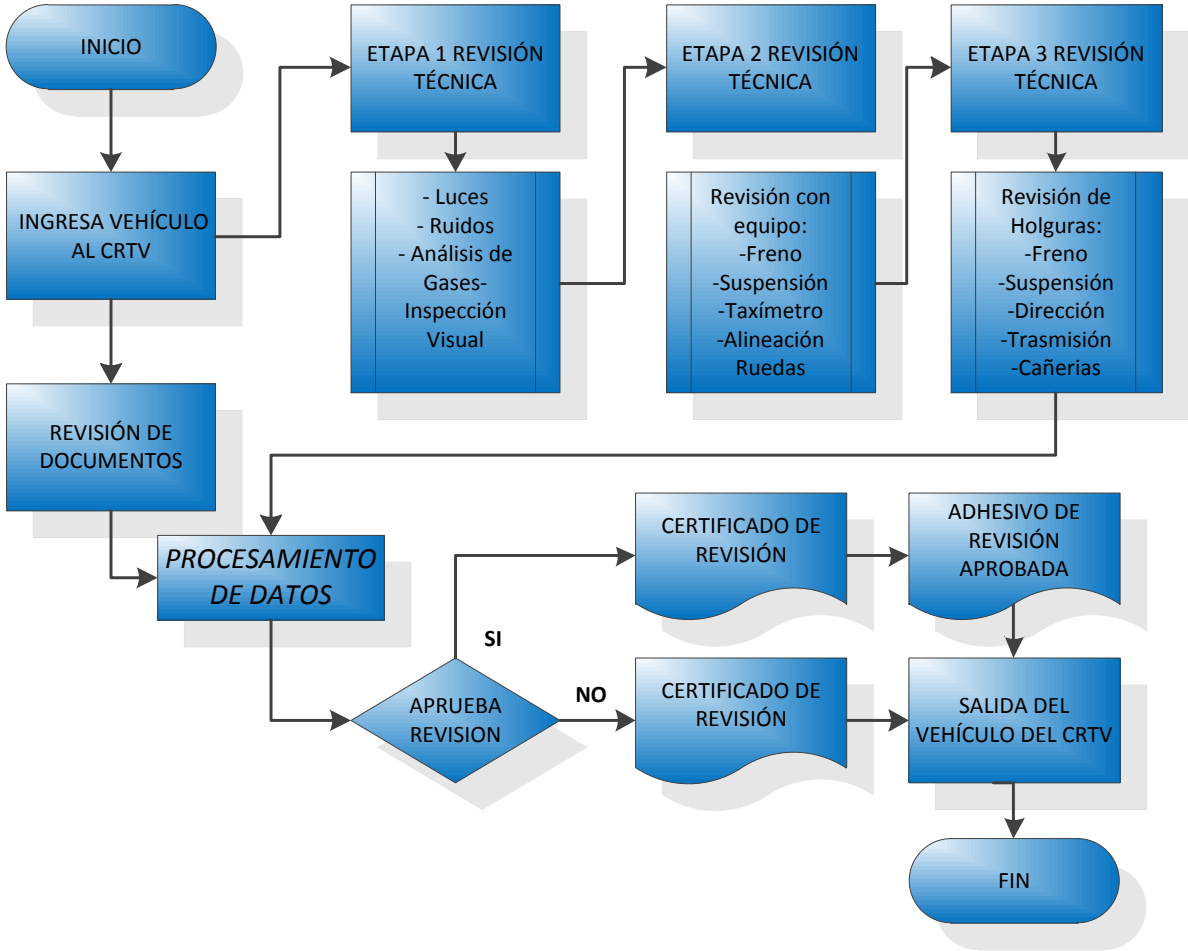 INICIO
ETAPA 1 REVISIÓN
TÉCNICA
ETAPA 2 REVISIÓN
TÉCNICA
ETAPA 3 REVISIÓN
TÉCNICA
INGRESA VEHÍCULO
AL CRTV
- Luces
- Ruidos
- Análisis de
Gases-
Inspección
Visual
Revisión con
equipo:
-Freno
-Suspensión
-Taxímetro
-Alineación
Ruedas
Revisión de
Holguras:
-Freno
-Suspensión
-Dirección
-Trasmisión
-Cañerias
REVISIÓN DE
DOCUMENTOS
PROCESAMIENTO
DE DATOS
CERTIFICADO DE
REVISIÓN
ADHESIVO DE
REVISIÓN
APROBADA
SI
APRUEBA
REVISION
NO
CERTIFICADO DE
REVISIÓN
SALIDA DEL
VEHÍCULO DEL CRTV
FIN